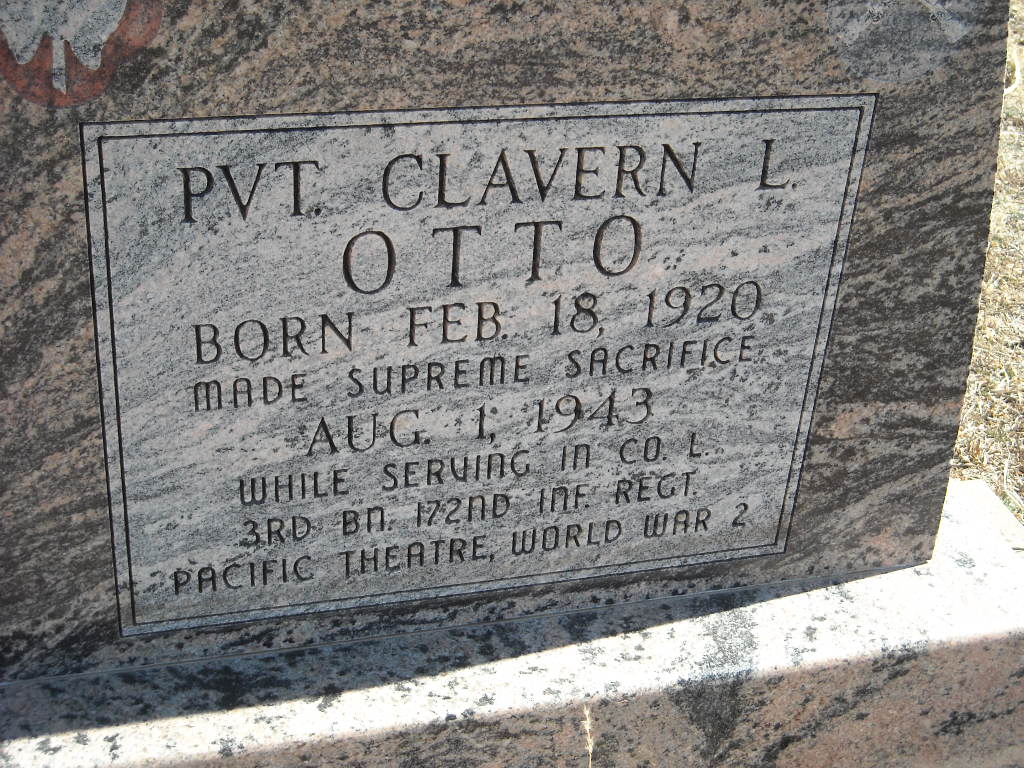 PVT. CLAVERN L.
OTTO
BORN FEB. 18, 1920
MADE SUPREME SACRIFICE
AUG. 1, 1943
WHILE SERVING IN CO. L.
3RD BN. 172ND INF. REGT.
PACIFIC THEATRE, WORLD WAR 2